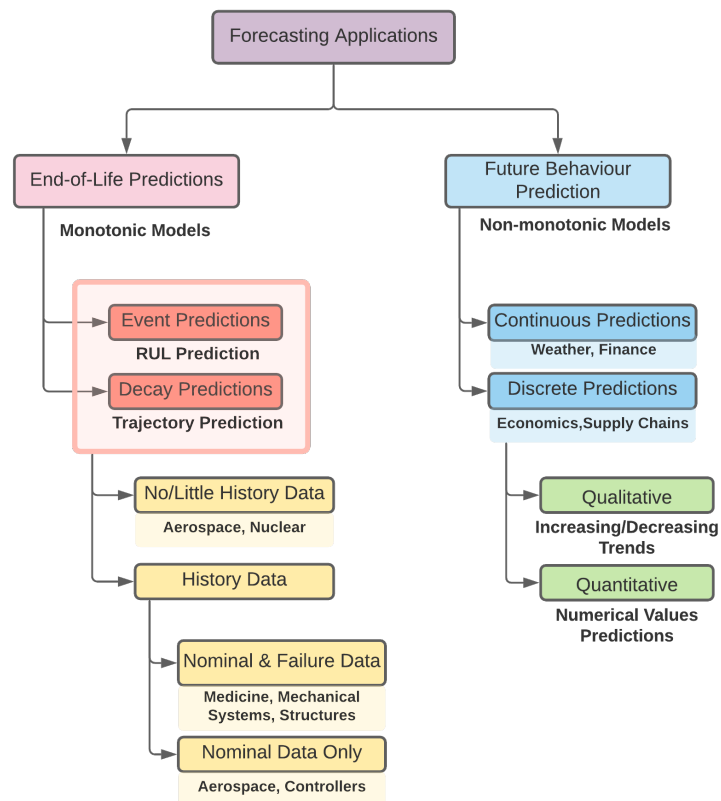 Forecasting Applications
End-of-Life Predictions
Monotonic Models
Event Predictions
RUL Prediction
Decay Predictions
Trajectory Prediction
No/Little History Data
Aerospace, Nuclear
History Data
Nominal & Failure Data
Medicine, Mechanical
Systems, Structures
Nominal Data Only
Aerospace, Controllers
Future Behaviour
Prediction
Non-monotonic Models
Continuous Predictions
Weather, Finance
Discrete Predictions
Economics,Supply Chains
Qualitative
Increasing/Decreasing
Trends
Quantitative
Numerical Values
Predictions